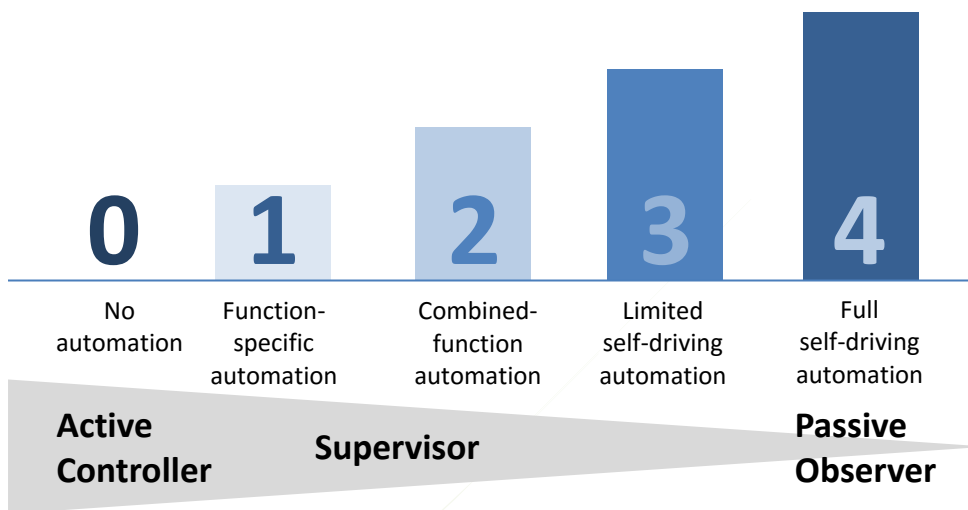 0
1
2
3
4
No
automation
Function-
specific
automation
Combined-
function
automation
Limited
self-driving
automation
Full
self-driving
automation
Active
Controller
Supervisor
Passive
Observer